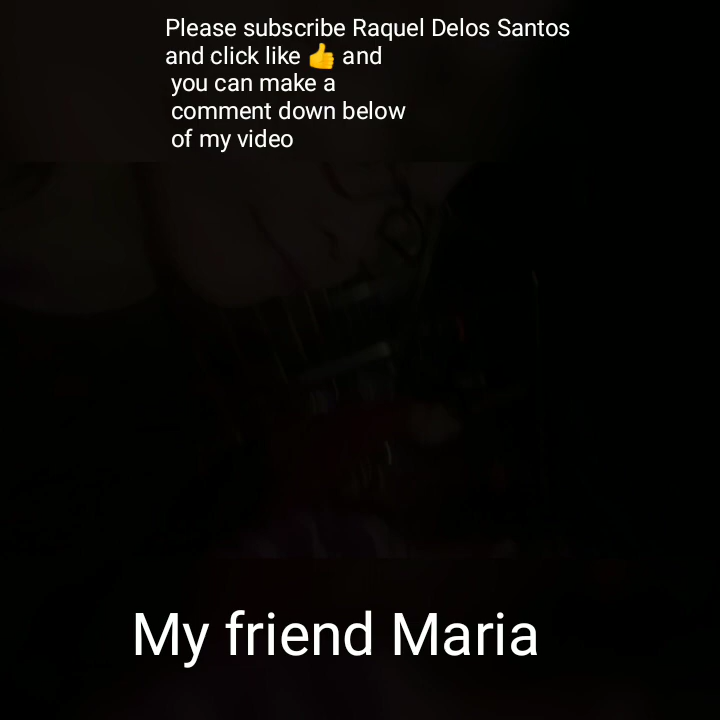 Please subscribe Raquel Delos Santos
and click like 👍 and
you can make a
comment down below
of my video
My friend Maria